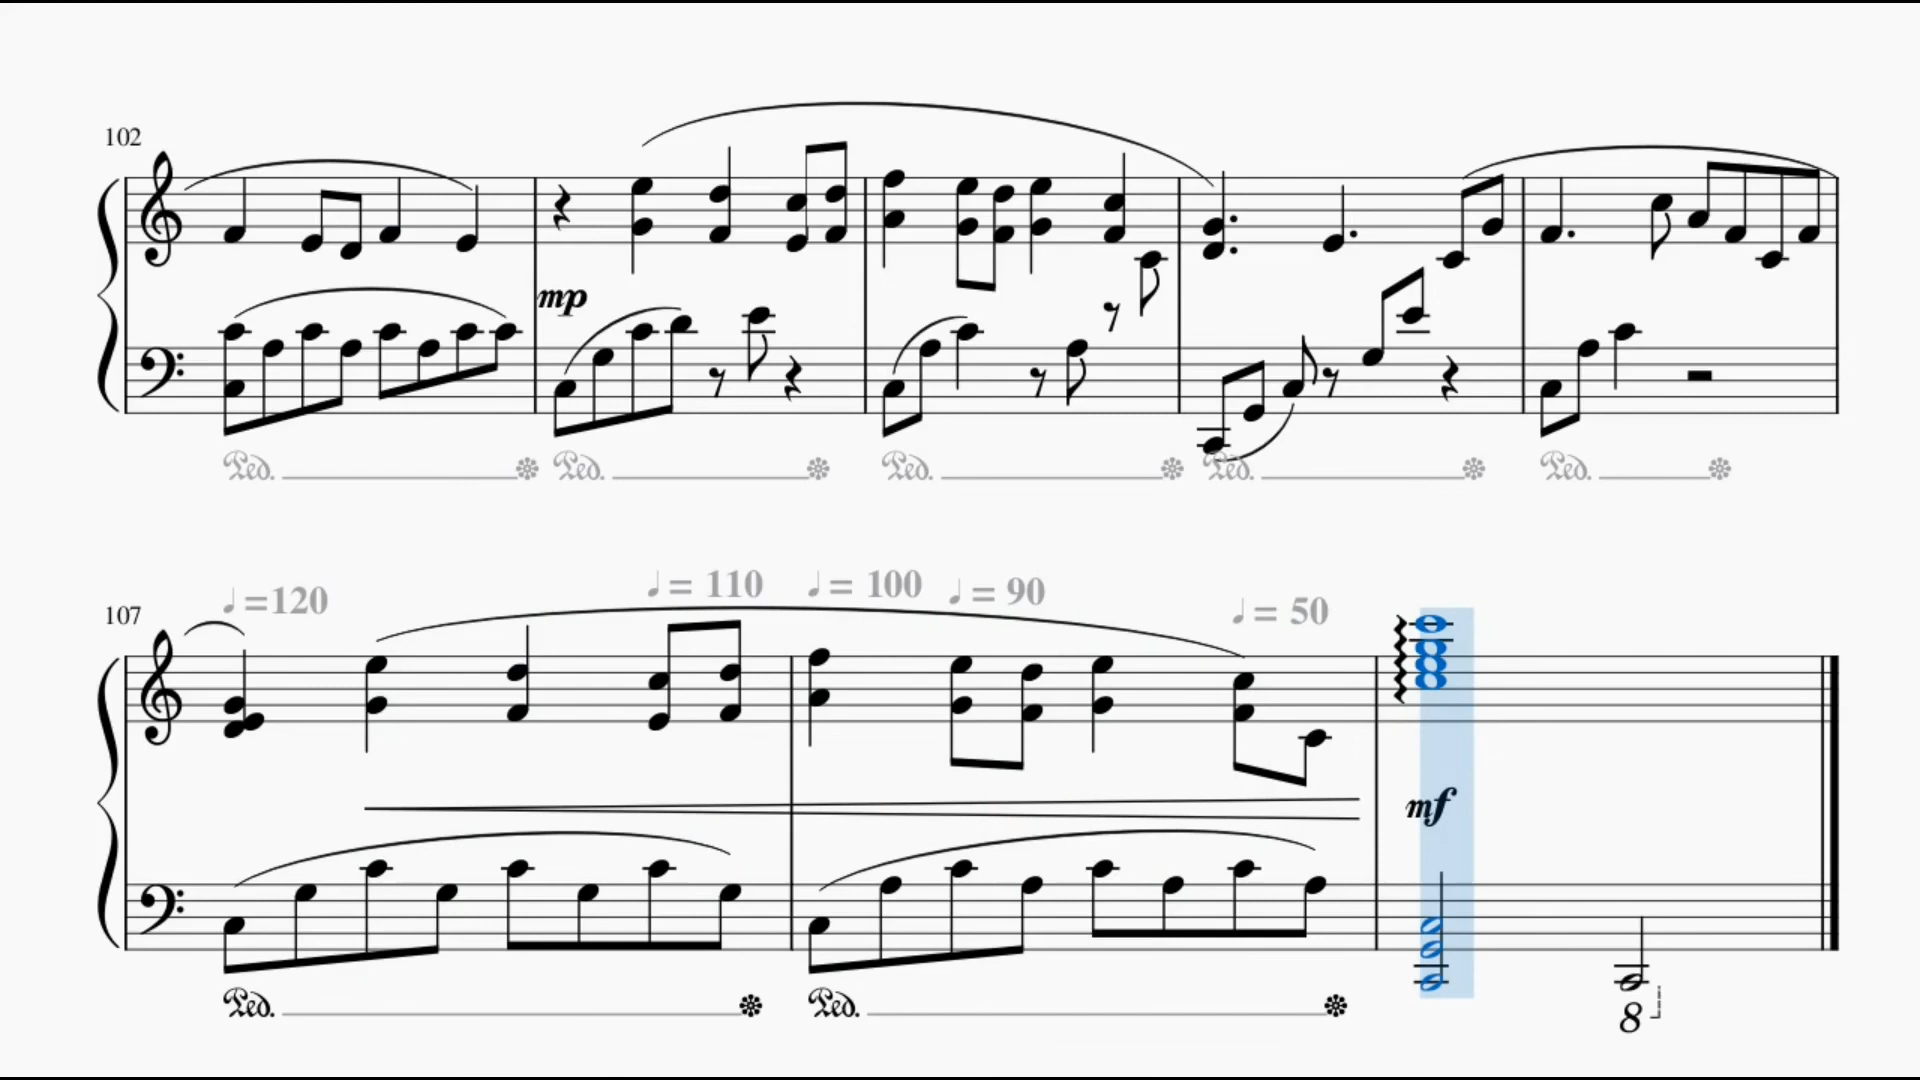 102
mp
Ped. Ped. Ped. Ped. Ped.
♩=120 ♩= 110 ♩= 100 ♩= 90 ♩= 50
107
mf
Ped. Ped.
8